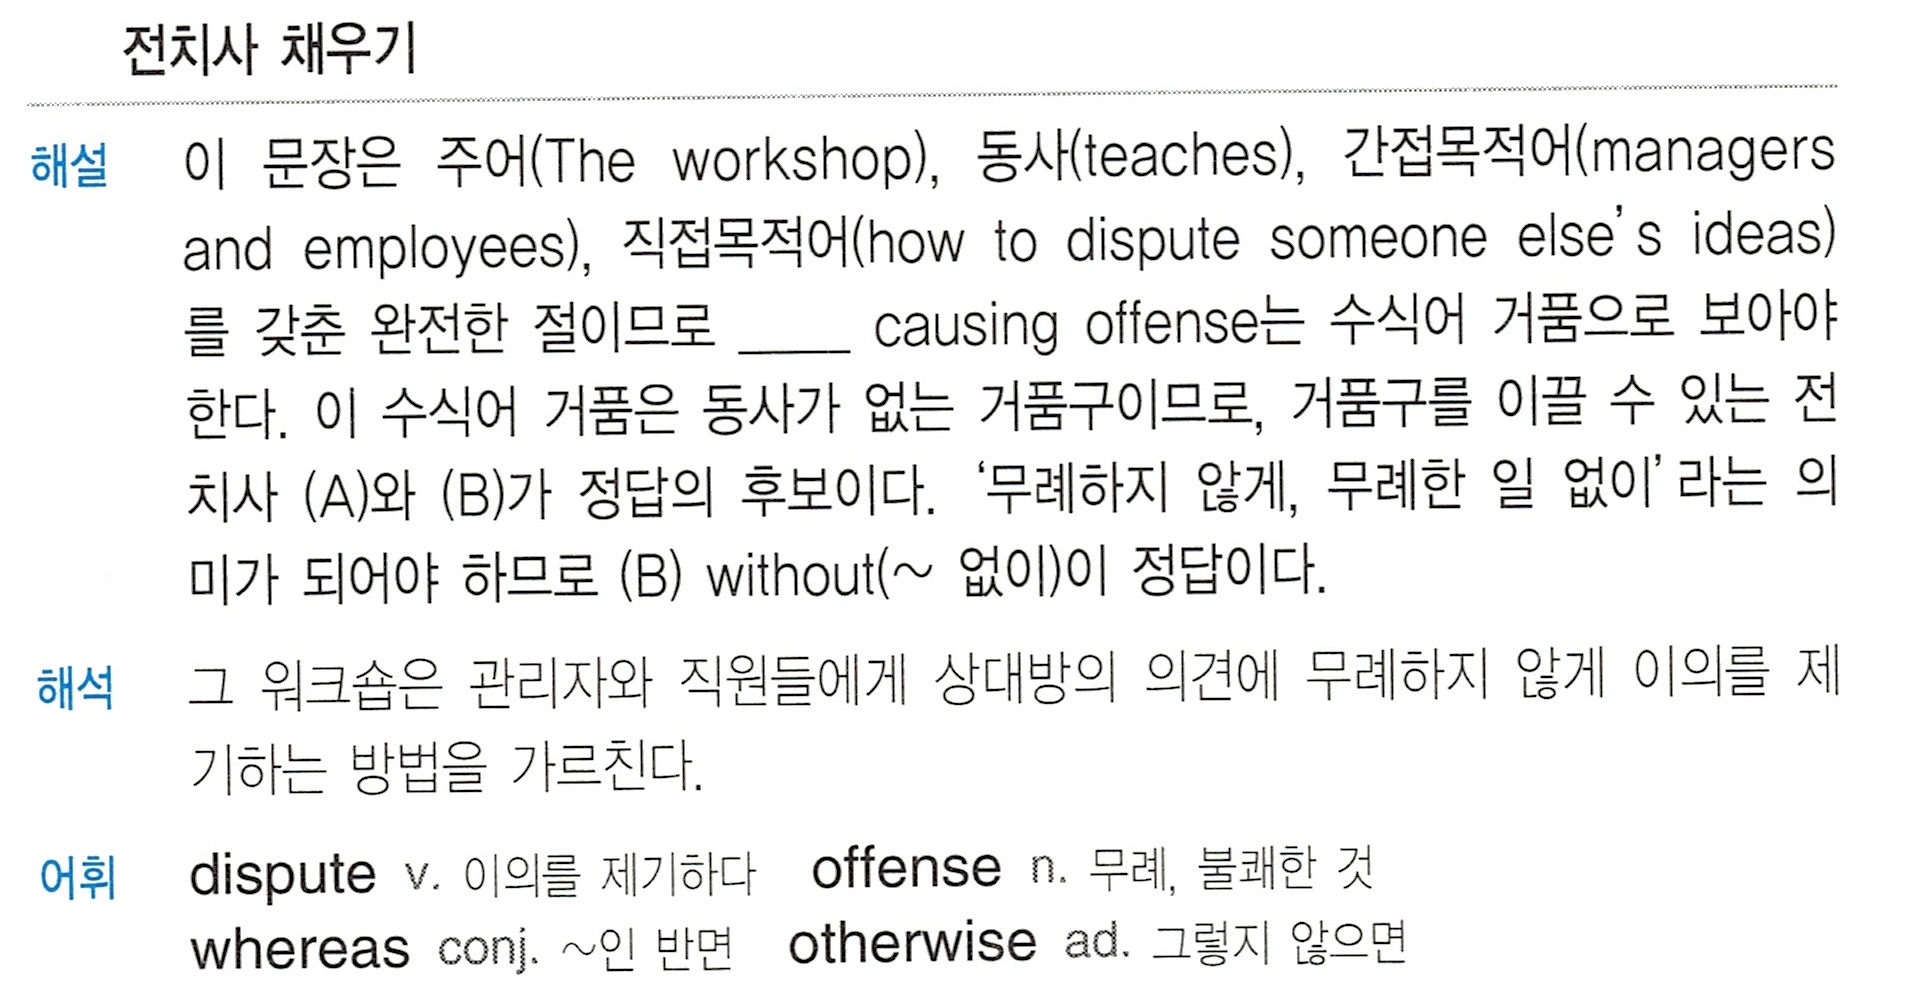 전치사 채우기
해설 이 문장은 주어(The workshop), 동사(teaches), 간접목적어(managers
and employees), 직접목적어(how to dispute someone else's ideas)
를 갖춘 완전한 절이므로 ____ causing offense는 수식어 거품으로 보아야
한다. 이 수식어 거품은 동사가 없는 거품구이므로, 거품구를 이끌 수 있는 전
치사 (A)와 (B)가 정답의 후보이다. ‘무례하지 않게, 무례한 일 없이’라는 의
미가 되어야 하므로 (B) without(~ 없이)이 정답이다.
해석 그 워크숍은 관리자와 직원들에게 상대방의 의견에 무례하지 않게 이의를 제
기하는 방법을 가르친다.
어휘 dispute v. 이의를 제기하다 offense n. 무례, 불쾌한 것
whereas conj. ~인 반면 otherwise ad. 그렇지 않으면